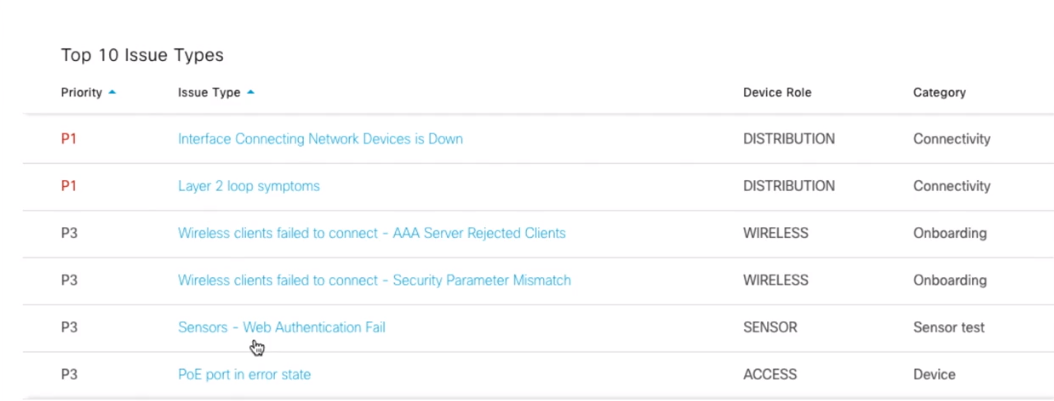 Top 10 Issue Types
Priority Issue Type Device Role Category
P1 Interface Connecting Network Devices is Down DISTRIBUTION Connectivity
P1 Layer 2 loop symptoms DISTRIBUTION Connectivity
P3 Wireless clients failed to connect - AAA Server Rejected Clients WIRELESS Onboarding
P3 Wireless clients failed to connect - Security Parameter Mismatch WIRELESS Onboarding
P3 Sensors - Web Authentication Fail SENSOR Sensor test
P3 PoE port in error state ACCESS Device